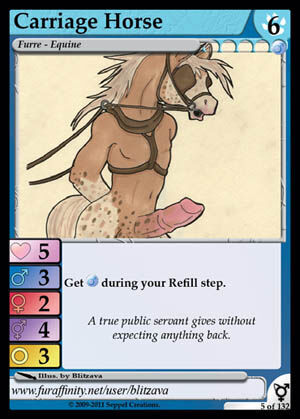 Carriage Horse
6
Furre - Equine
5
3
2
4
3
Get during your Refill step.
A true public servant gives without
expecting anything back.
Illus. by Blitzava
www.furaffinity.net/user/blitzava
© 2009-2011 Seppel Creations.
5 of 132